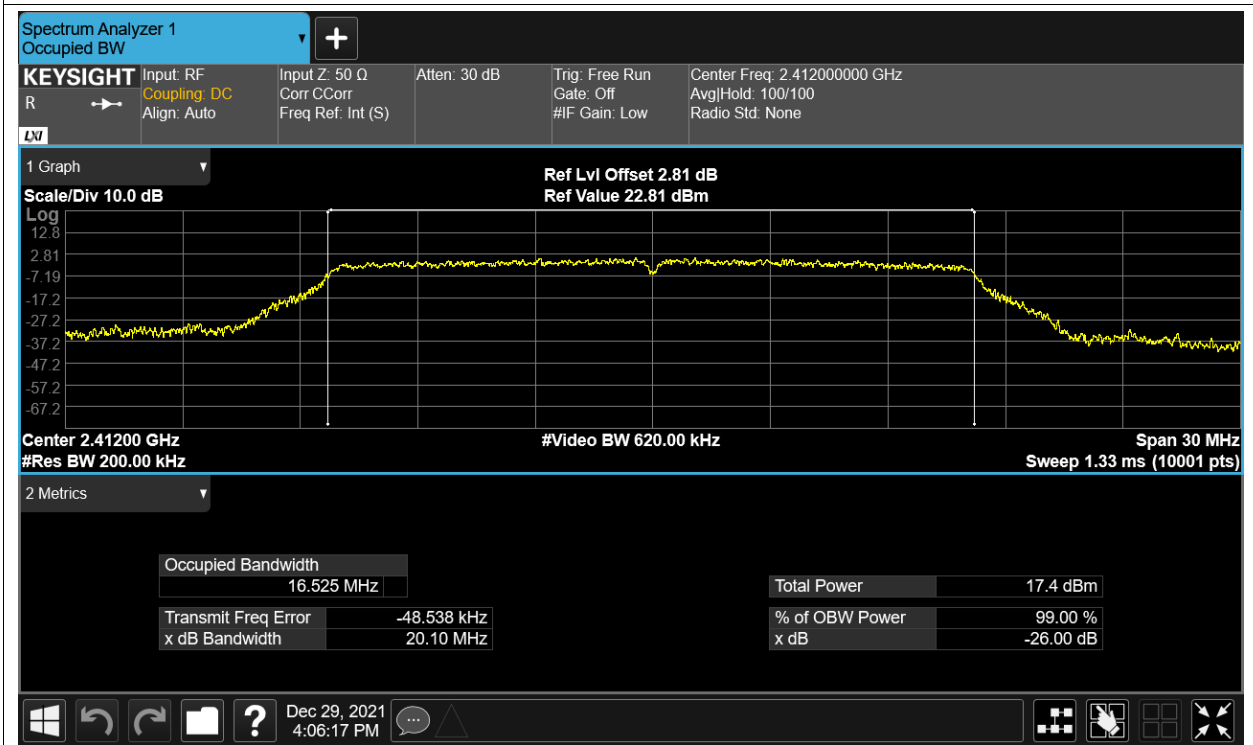 Spectrum Analyzer 1
Occupied BW
KEYSIGHT Input: RF Input Z: 50 Ω Atten: 30 dB Trig: Free Run Center Freq: 2.412000000 GHz
R Coupling: DC Corr CCorr Gate: Off Avg|Hold: 100/100
Align: Auto Freq Ref: Int (S) #IF Gain: Low Radio Std: None
LXI
1 Graph
Ref Lvl Offset 2.81 dB
Scale/Div 10.0 dB Ref Value 22.81 dBm
Log
12.8
2.81
-7.19
-17.2
-27.2
-37.2
-47.2
-57.2
-67.2
Center 2.41200 GHz #Video BW 620.00 kHz Span 30 MHz
#Res BW 200.00 kHz Sweep 1.33 ms (10001 pts)
2 Metrics
Occupied Bandwidth
16.525 MHz Total Power 17.4 dBm
Transmit Freq Error -48.538 kHz % of OBW Power 99.00 %
x dB Bandwidth 20.10 MHz x dB -26.00 dB
? Dec 29, 2021
4:06:17 PM